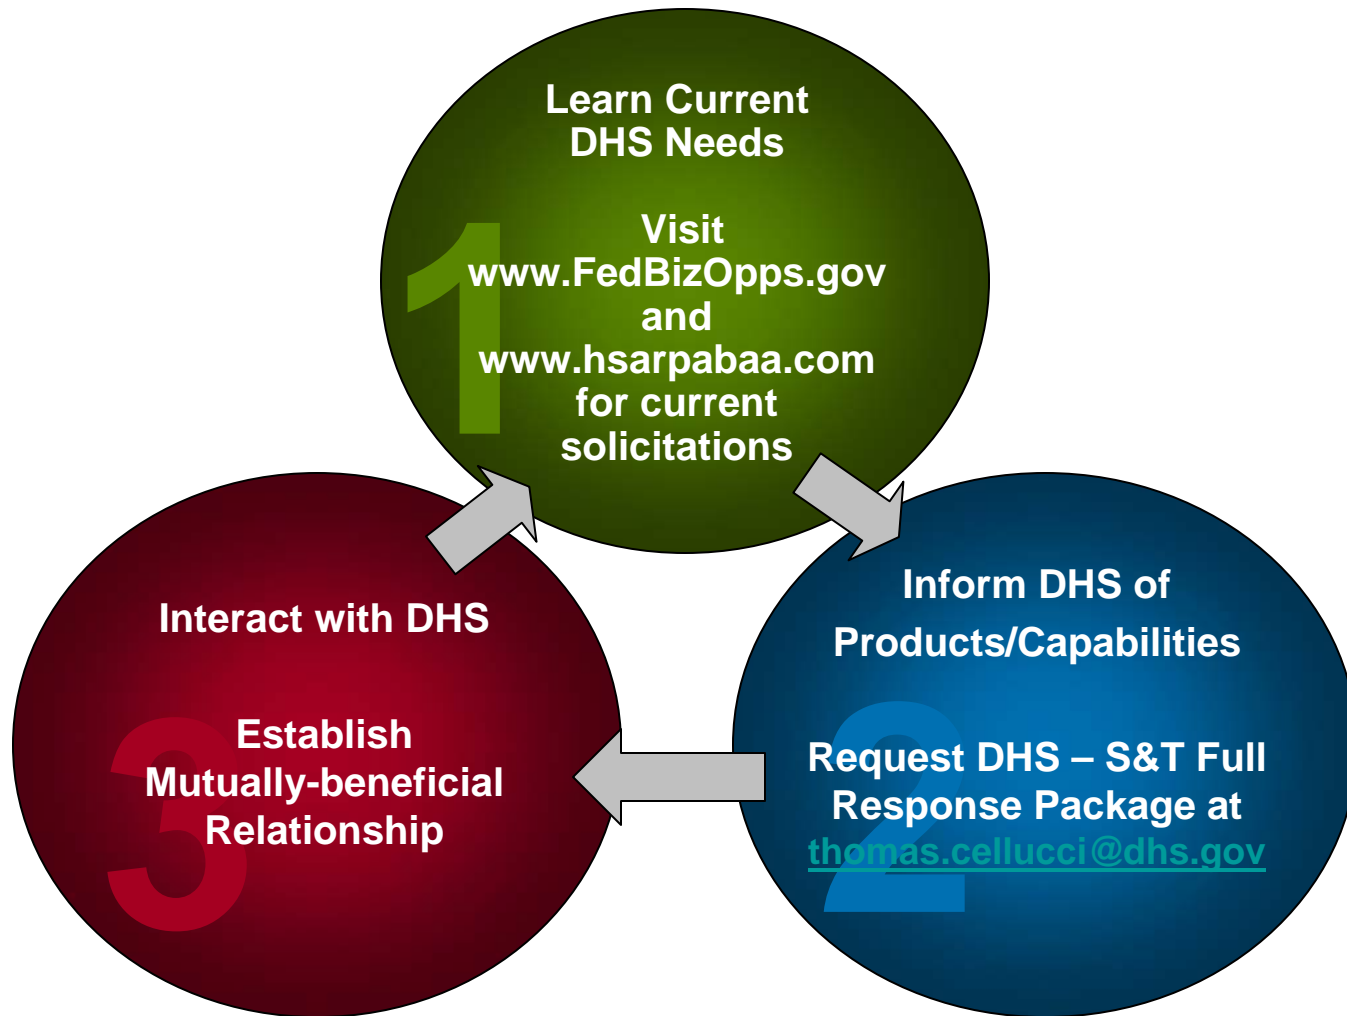 Learn Current
DHS Needs
Visit
www.FedBizOpps.gov
and
www.hsarpabaa.com
for current
solicitations
1
Inform DHS of
Products/Capabilities
Request DHS – S&T Full
Response Package at
thomas.cellucci@dhs.gov
2
Interact with DHS
Establish
Mutually-beneficial
Relationship
3